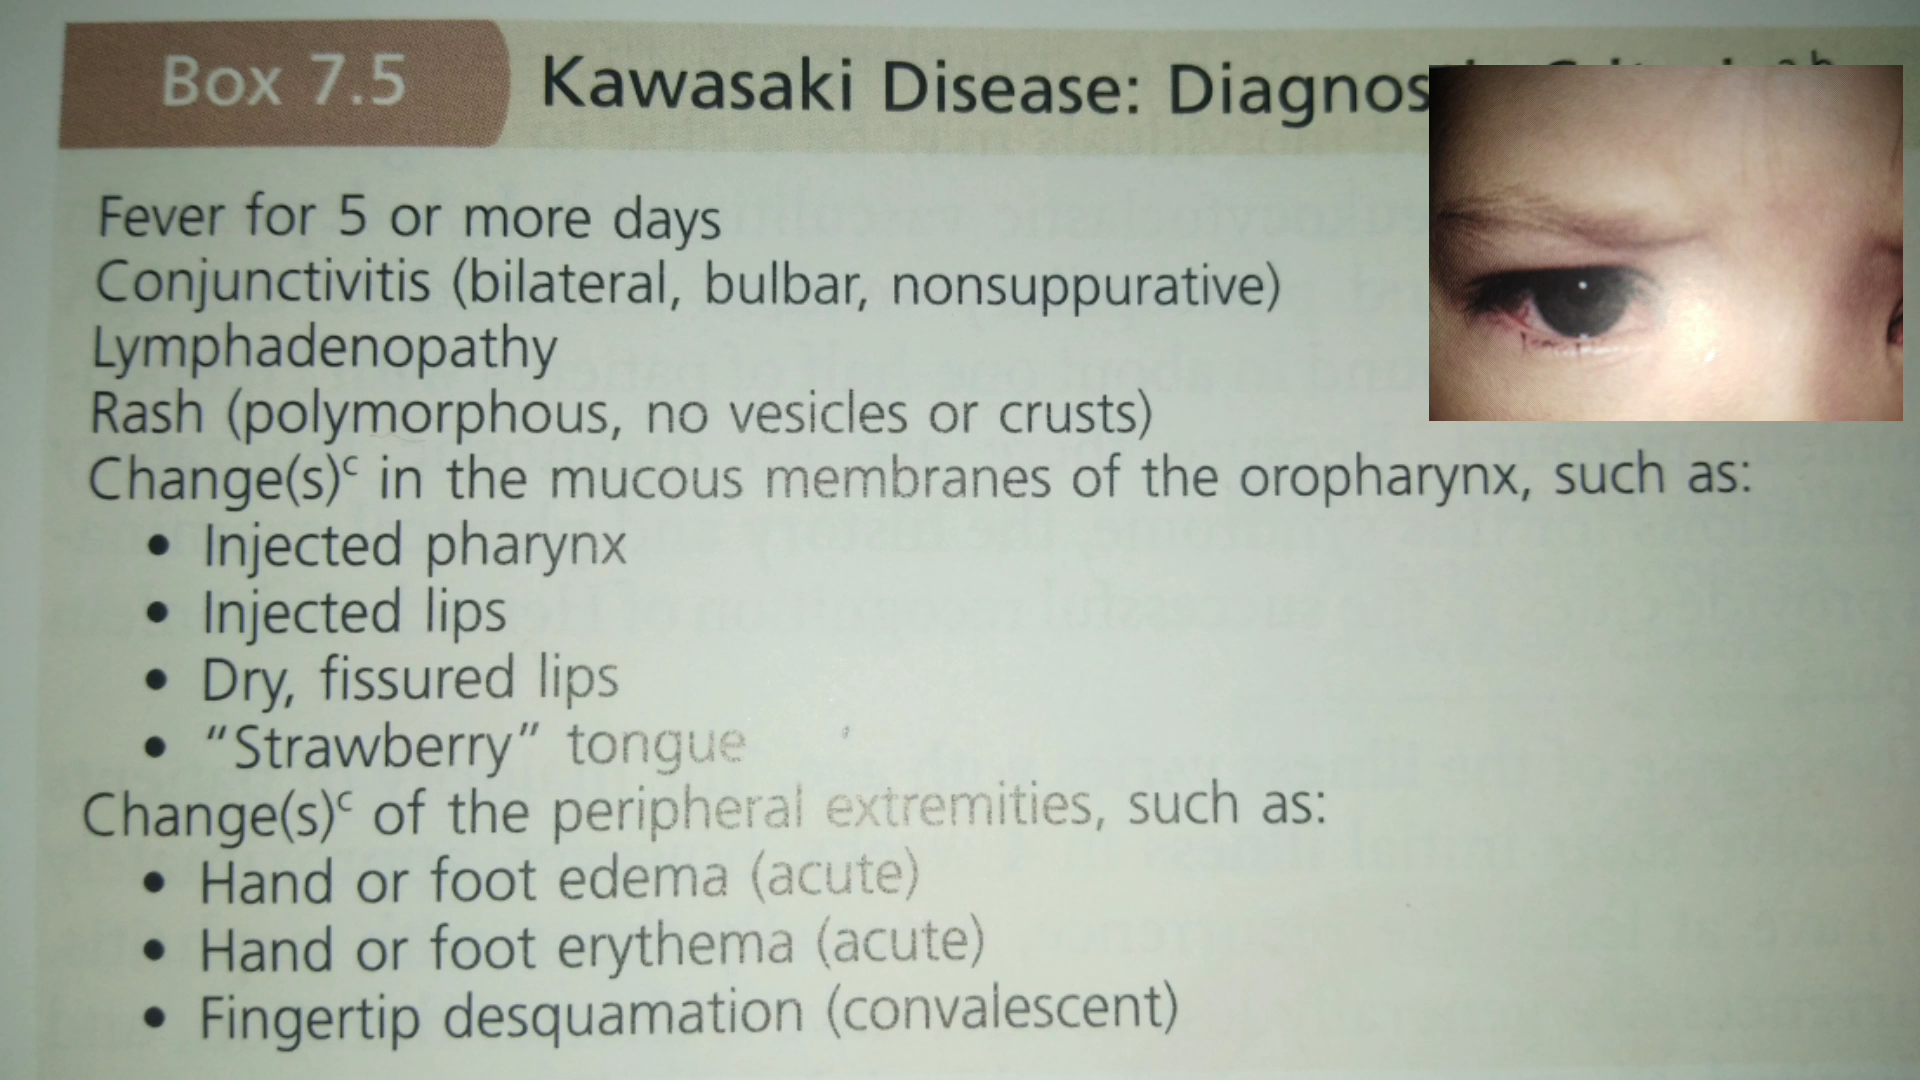 Box 7.5 Kawasaki Disease: Diagnos
Fever for 5 or more days
Conjunctivitis (bilateral, bulbar, nonsuppurative)
Lymphadenopathy
Rash (polymorphous, no vesicles or crusts)
Change(s)ᶜ in the mucous membranes of the oropharynx, such as:
• Injected pharynx
• Injected lips
• Dry, fissured lips
• “Strawberry” tongue
Change(s)ᶜ of the peripheral extremities, such as:
• Hand or foot edema (acute)
• Hand or foot erythema (acute)
• Fingertip desquamation (convalescent)